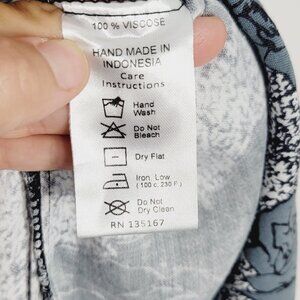 100 % VISCOSE
HAND MADE IN
INDONESIA
Care
Instructions
Hand
Wash
Do Not
Bleach
Dry Flat
Iron Low
( 100 c, 230 F )
Do Not
Dry Clean
RN 135167